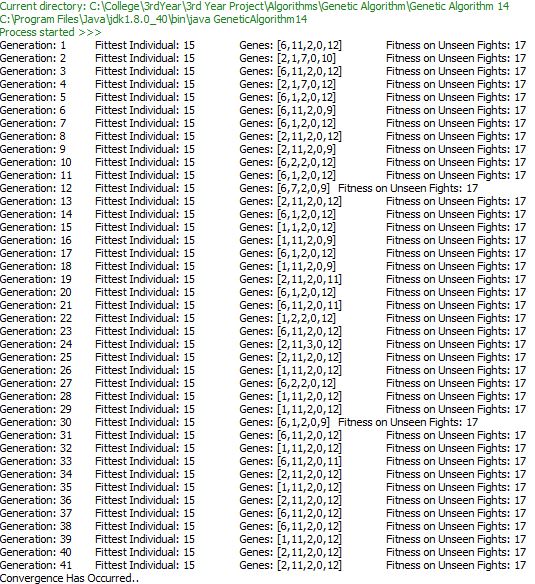 Current directory: C:\College\3rdYear\3rd Year Project\Algorithms\Genetic Algorithm\Genetic Algorithm 14
C:\Program Files\Java\jdk1.8.0_40\bin\java GeneticAlgorithm14
Process started >>>
Generation: 1 Fittest Individual: 15 Genes: [6,11,2,0,12] Fitness on Unseen Fights: 17
Generation: 2 Fittest Individual: 15 Genes: [2,1,7,0,10] Fitness on Unseen Fights: 17
Generation: 3 Fittest Individual: 15 Genes: [6,11,2,0,12] Fitness on Unseen Fights: 17
Generation: 4 Fittest Individual: 15 Genes: [2,1,7,0,12] Fitness on Unseen Fights: 17
Generation: 5 Fittest Individual: 15 Genes: [6,1,2,0,12] Fitness on Unseen Fights: 17
Generation: 6 Fittest Individual: 15 Genes: [6,11,2,0,9] Fitness on Unseen Fights: 17
Generation: 7 Fittest Individual: 15 Genes: [6,1,2,0,12] Fitness on Unseen Fights: 17
Generation: 8 Fittest Individual: 15 Genes: [2,11,2,0,12] Fitness on Unseen Fights: 17
Generation: 9 Fittest Individual: 15 Genes: [2,11,2,0,9] Fitness on Unseen Fights: 17
Generation: 10 Fittest Individual: 15 Genes: [6,2,2,0,12] Fitness on Unseen Fights: 17
Generation: 11 Fittest Individual: 15 Genes: [6,1,2,0,12] Fitness on Unseen Fights: 17
Generation: 12 Fittest Individual: 15 Genes: [6,7,2,0,9] Fitness on Unseen Fights: 17
Generation: 13 Fittest Individual: 15 Genes: [2,11,2,0,12] Fitness on Unseen Fights: 17
Generation: 14 Fittest Individual: 15 Genes: [6,1,2,0,12] Fitness on Unseen Fights: 17
Generation: 15 Fittest Individual: 15 Genes: [1,1,2,0,12] Fitness on Unseen Fights: 17
Generation: 16 Fittest Individual: 15 Genes: [1,11,2,0,9] Fitness on Unseen Fights: 17
Generation: 17 Fittest Individual: 15 Genes: [6,1,2,0,12] Fitness on Unseen Fights: 17
Generation: 18 Fittest Individual: 15 Genes: [1,11,2,0,9] Fitness on Unseen Fights: 17
Generation: 19 Fittest Individual: 15 Genes: [2,11,2,0,11] Fitness on Unseen Fights: 17
Generation: 20 Fittest Individual: 15 Genes: [6,1,2,0,12] Fitness on Unseen Fights: 17
Generation: 21 Fittest Individual: 15 Genes: [6,11,2,0,11] Fitness on Unseen Fights: 17
Generation: 22 Fittest Individual: 15 Genes: [1,2,2,0,12] Fitness on Unseen Fights: 17
Generation: 23 Fittest Individual: 15 Genes: [6,11,2,0,12] Fitness on Unseen Fights: 17
Generation: 24 Fittest Individual: 15 Genes: [2,11,3,0,12] Fitness on Unseen Fights: 17
Generation: 25 Fittest Individual: 15 Genes: [2,11,2,0,12] Fitness on Unseen Fights: 17
Generation: 26 Fittest Individual: 15 Genes: [1,11,2,0,12] Fitness on Unseen Fights: 17
Generation: 27 Fittest Individual: 15 Genes: [6,2,2,0,12] Fitness on Unseen Fights: 17
Generation: 28 Fittest Individual: 15 Genes: [1,11,2,0,12] Fitness on Unseen Fights: 17
Generation: 29 Fittest Individual: 15 Genes: [1,11,2,0,12] Fitness on Unseen Fights: 17
Generation: 30 Fittest Individual: 15 Genes: [6,1,2,0,9] Fitness on Unseen Fights: 17
Generation: 31 Fittest Individual: 15 Genes: [6,11,2,0,12] Fitness on Unseen Fights: 17
Generation: 32 Fittest Individual: 15 Genes: [1,11,2,0,12] Fitness on Unseen Fights: 17
Generation: 33 Fittest Individual: 15 Genes: [6,11,2,0,11] Fitness on Unseen Fights: 17
Generation: 34 Fittest Individual: 15 Genes: [2,11,2,0,12] Fitness on Unseen Fights: 17
Generation: 35 Fittest Individual: 15 Genes: [1,11,2,0,12] Fitness on Unseen Fights: 17
Generation: 36 Fittest Individual: 15 Genes: [2,11,2,0,12] Fitness on Unseen Fights: 17
Generation: 37 Fittest Individual: 15 Genes: [6,11,2,0,12] Fitness on Unseen Fights: 17
Generation: 38 Fittest Individual: 15 Genes: [6,11,2,0,12] Fitness on Unseen Fights: 17
Generation: 39 Fittest Individual: 15 Genes: [1,11,2,0,12] Fitness on Unseen Fights: 17
Generation: 40 Fittest Individual: 15 Genes: [2,11,2,0,12] Fitness on Unseen Fights: 17
Generation: 41 Fittest Individual: 15 Genes: [2,11,2,0,12] Fitness on Unseen Fights: 17
Convergence Has Occurred..